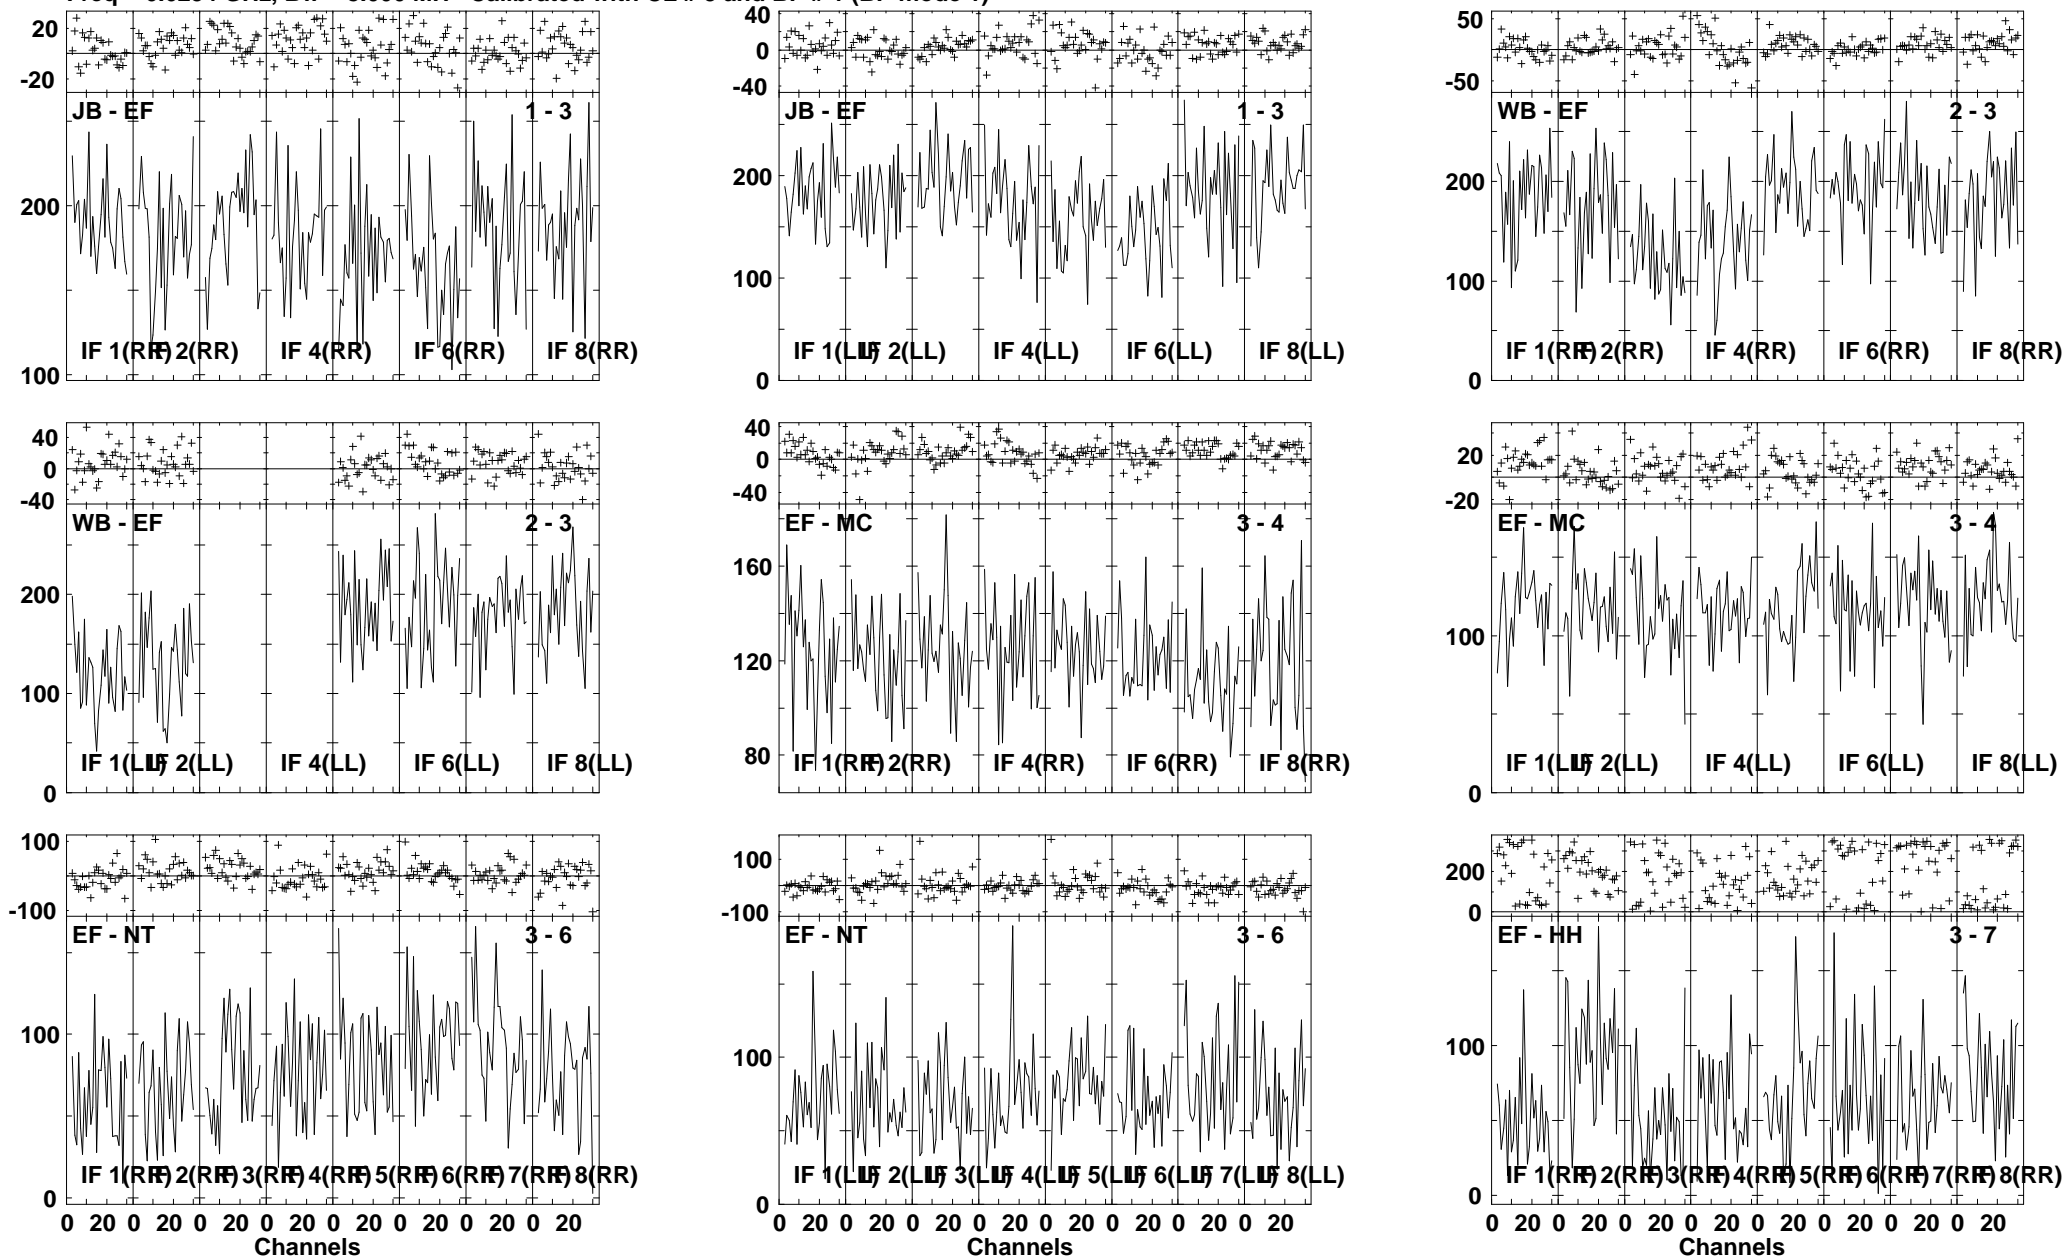 20 0 -20
40 0 -40
50 0 -50
JB - EF 1 - 3
JB - EF 1 - 3
WB - EF 2 - 3
200 100
200 100 0
200 100 0
IF 1(RR) IF 2(RR) IF 4(RR) IF 6(RR) IF 8(RR)
IF 1(LL) IF 2(LL) IF 4(LL) IF 6(LL) IF 8(LL)
IF 1(RR) IF 2(RR) IF 4(RR) IF 6(RR) IF 8(RR)
40 0 -40
40 0 -40
20 -20
WB - EF 2 - 3
EF - MC 3 - 4
EF - MC 3 - 4
200 100 0
160 120 80
100 0
IF 1(LL) IF 2(LL) IF 4(LL) IF 6(LL) IF 8(LL)
IF 1(RR) IF 2(RR) IF 4(RR) IF 6(RR) IF 8(RR)
IF 1(LL) IF 2(LL) IF 4(LL) IF 6(LL) IF 8(LL)
100 -100
100 -100
200 0
EF - NT 3 - 6
EF - NT 3 - 6
EF - HH 3 - 7
100 0
100 0
100 0
IF 1(RR) IF 2(RR) IF 3(RR) IF 4(RR) IF 5(RR) IF 6(RR) IF 7(RR) IF 8(RR)
IF 1(LL) IF 2(LL) IF 3(LL) IF 4(LL) IF 5(LL) IF 6(LL) IF 7(LL) IF 8(LL)
IF 1(RR) IF 2(RR) IF 3(RR) IF 4(RR) IF 5(RR) IF 6(RR) IF 7(RR) IF 8(RR)
0 20 0 20 0 20 0 20 0 20 0 20 0 20 0 20
0 20 0 20 0 20 0 20 0 20 0 20 0 20 0 20
0 20 0 20 0 20 0 20 0 20 0 20 0 20 0 20
Channels
Channels